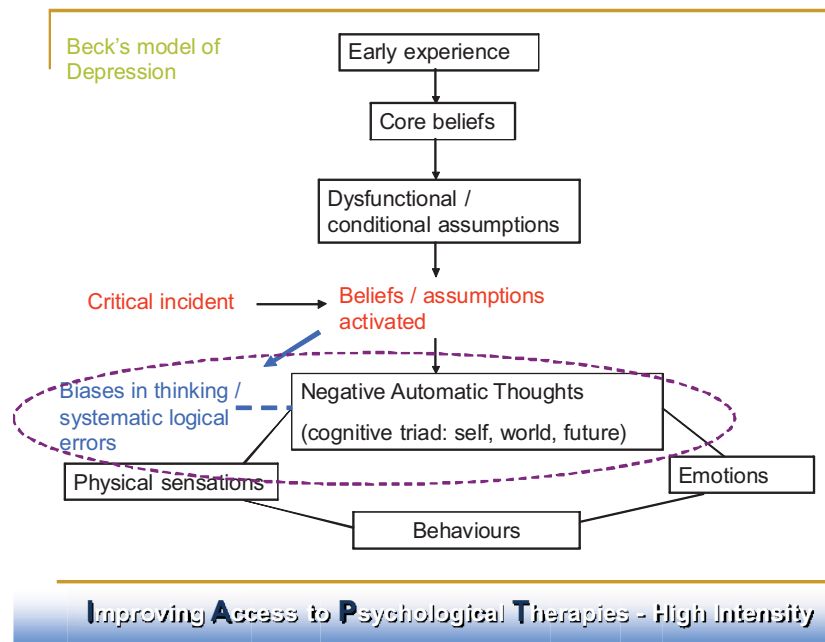 Beck's model of
Depression
Early experience
Core beliefs
Dysfunctional /
conditional assumptions
Critical incident
Beliefs / assumptions
activated
Biases in thinking /
systematic logical
errors
Negative Automatic Thoughts
(cognitive triad: self, world, future)
Physical sensations
Emotions
Behaviours
Improving Access to Psychological Therapies - High Intensity